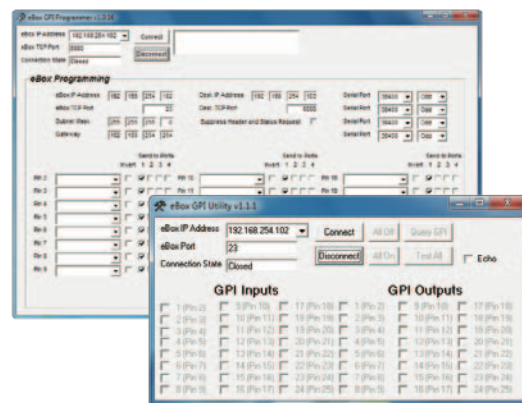 eBox GPI Programmer v1.0.16
eBox IP Address 192.168.254.102 Connect
eBox TCP Port
Connection State Closed Disconnect
eBox Programming
eBox IP Address 192 168 254 102 Dest. IP Address 192 168 254 102 Serial Port 38400 Odd
eBox TCP Port 23 Dest. TCP Port Serial Port 38400 Odd
Subnet Mask 255 255 255 0 Suppress Header and Status Request Serial Port 38400 Odd
Gateway 192 168 254 254 Serial Port 38400 Odd
Send to Ports Send to Ports Send to Ports
Invert 1 2 3 4 Invert 1 2 3 4 Invert 1 2 3 4
Pin 2 Pin 10 Pin 18
Pin 3 Pin 11
Pin 4
Pin 5
Pin 6
Pin 7
Pin 8
Pin 9
eBox GPI Utility v1.1.1
eBox IP Address 192.168.254.102 Connect All Off Query GPI
eBox Port 23
Connection State Closed Disconnect All On Test All Echo
GPI Inputs GPI Outputs
1 (Pin 2) 9 (Pin 10) 17 (Pin 18) 1 (Pin 2) 9 (Pin 10) 17 (Pin 18)
2 (Pin 3) 10 (Pin 11) 18 (Pin 19) 2 (Pin 3) 10 (Pin 11) 18 (Pin 19)
3 (Pin 4) 11 (Pin 12) 19 (Pin 20) 3 (Pin 4) 11 (Pin 12) 19 (Pin 20)
4 (Pin 5) 12 (Pin 13) 20 (Pin 21) 4 (Pin 5) 12 (Pin 13) 20 (Pin 21)
5 (Pin 6) 13 (Pin 14) 21 (Pin 22) 5 (Pin 6) 13 (Pin 14) 21 (Pin 22)
6 (Pin 7) 14 (Pin 15) 22 (Pin 23) 6 (Pin 7) 14 (Pin 15) 22 (Pin 23)
7 (Pin 8) 15 (Pin 16) 23 (Pin 24) 7 (Pin 8) 15 (Pin 16) 23 (Pin 24)
8 (Pin 9) 16 (Pin 17) 24 (Pin 25) 8 (Pin 9) 16 (Pin 17) 24 (Pin 25)